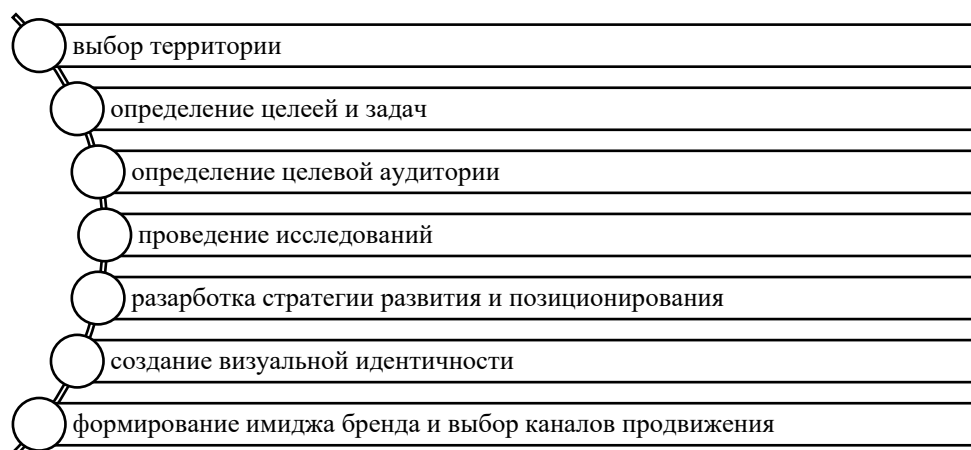 выбор территории
определение целеей и задач
определение целевой аудитории
проведение исследований
разарботка стратегии развития и позиционирования
создание визуальной идентичности
формирование имиджа бренда и выбор каналов продвижения